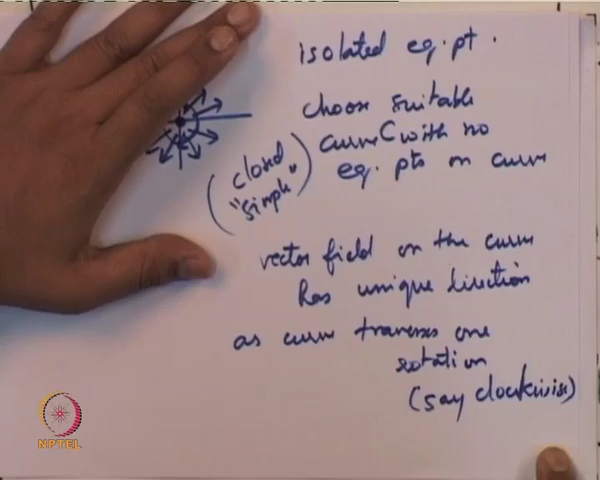 isolated eq. pt.
choose suitable
curve C with no
eq. pts on curve
(closed
"simple")
vector field on the curve
has unique direction
as curve traverses one
rotation
(say clockwise)
NPTEL